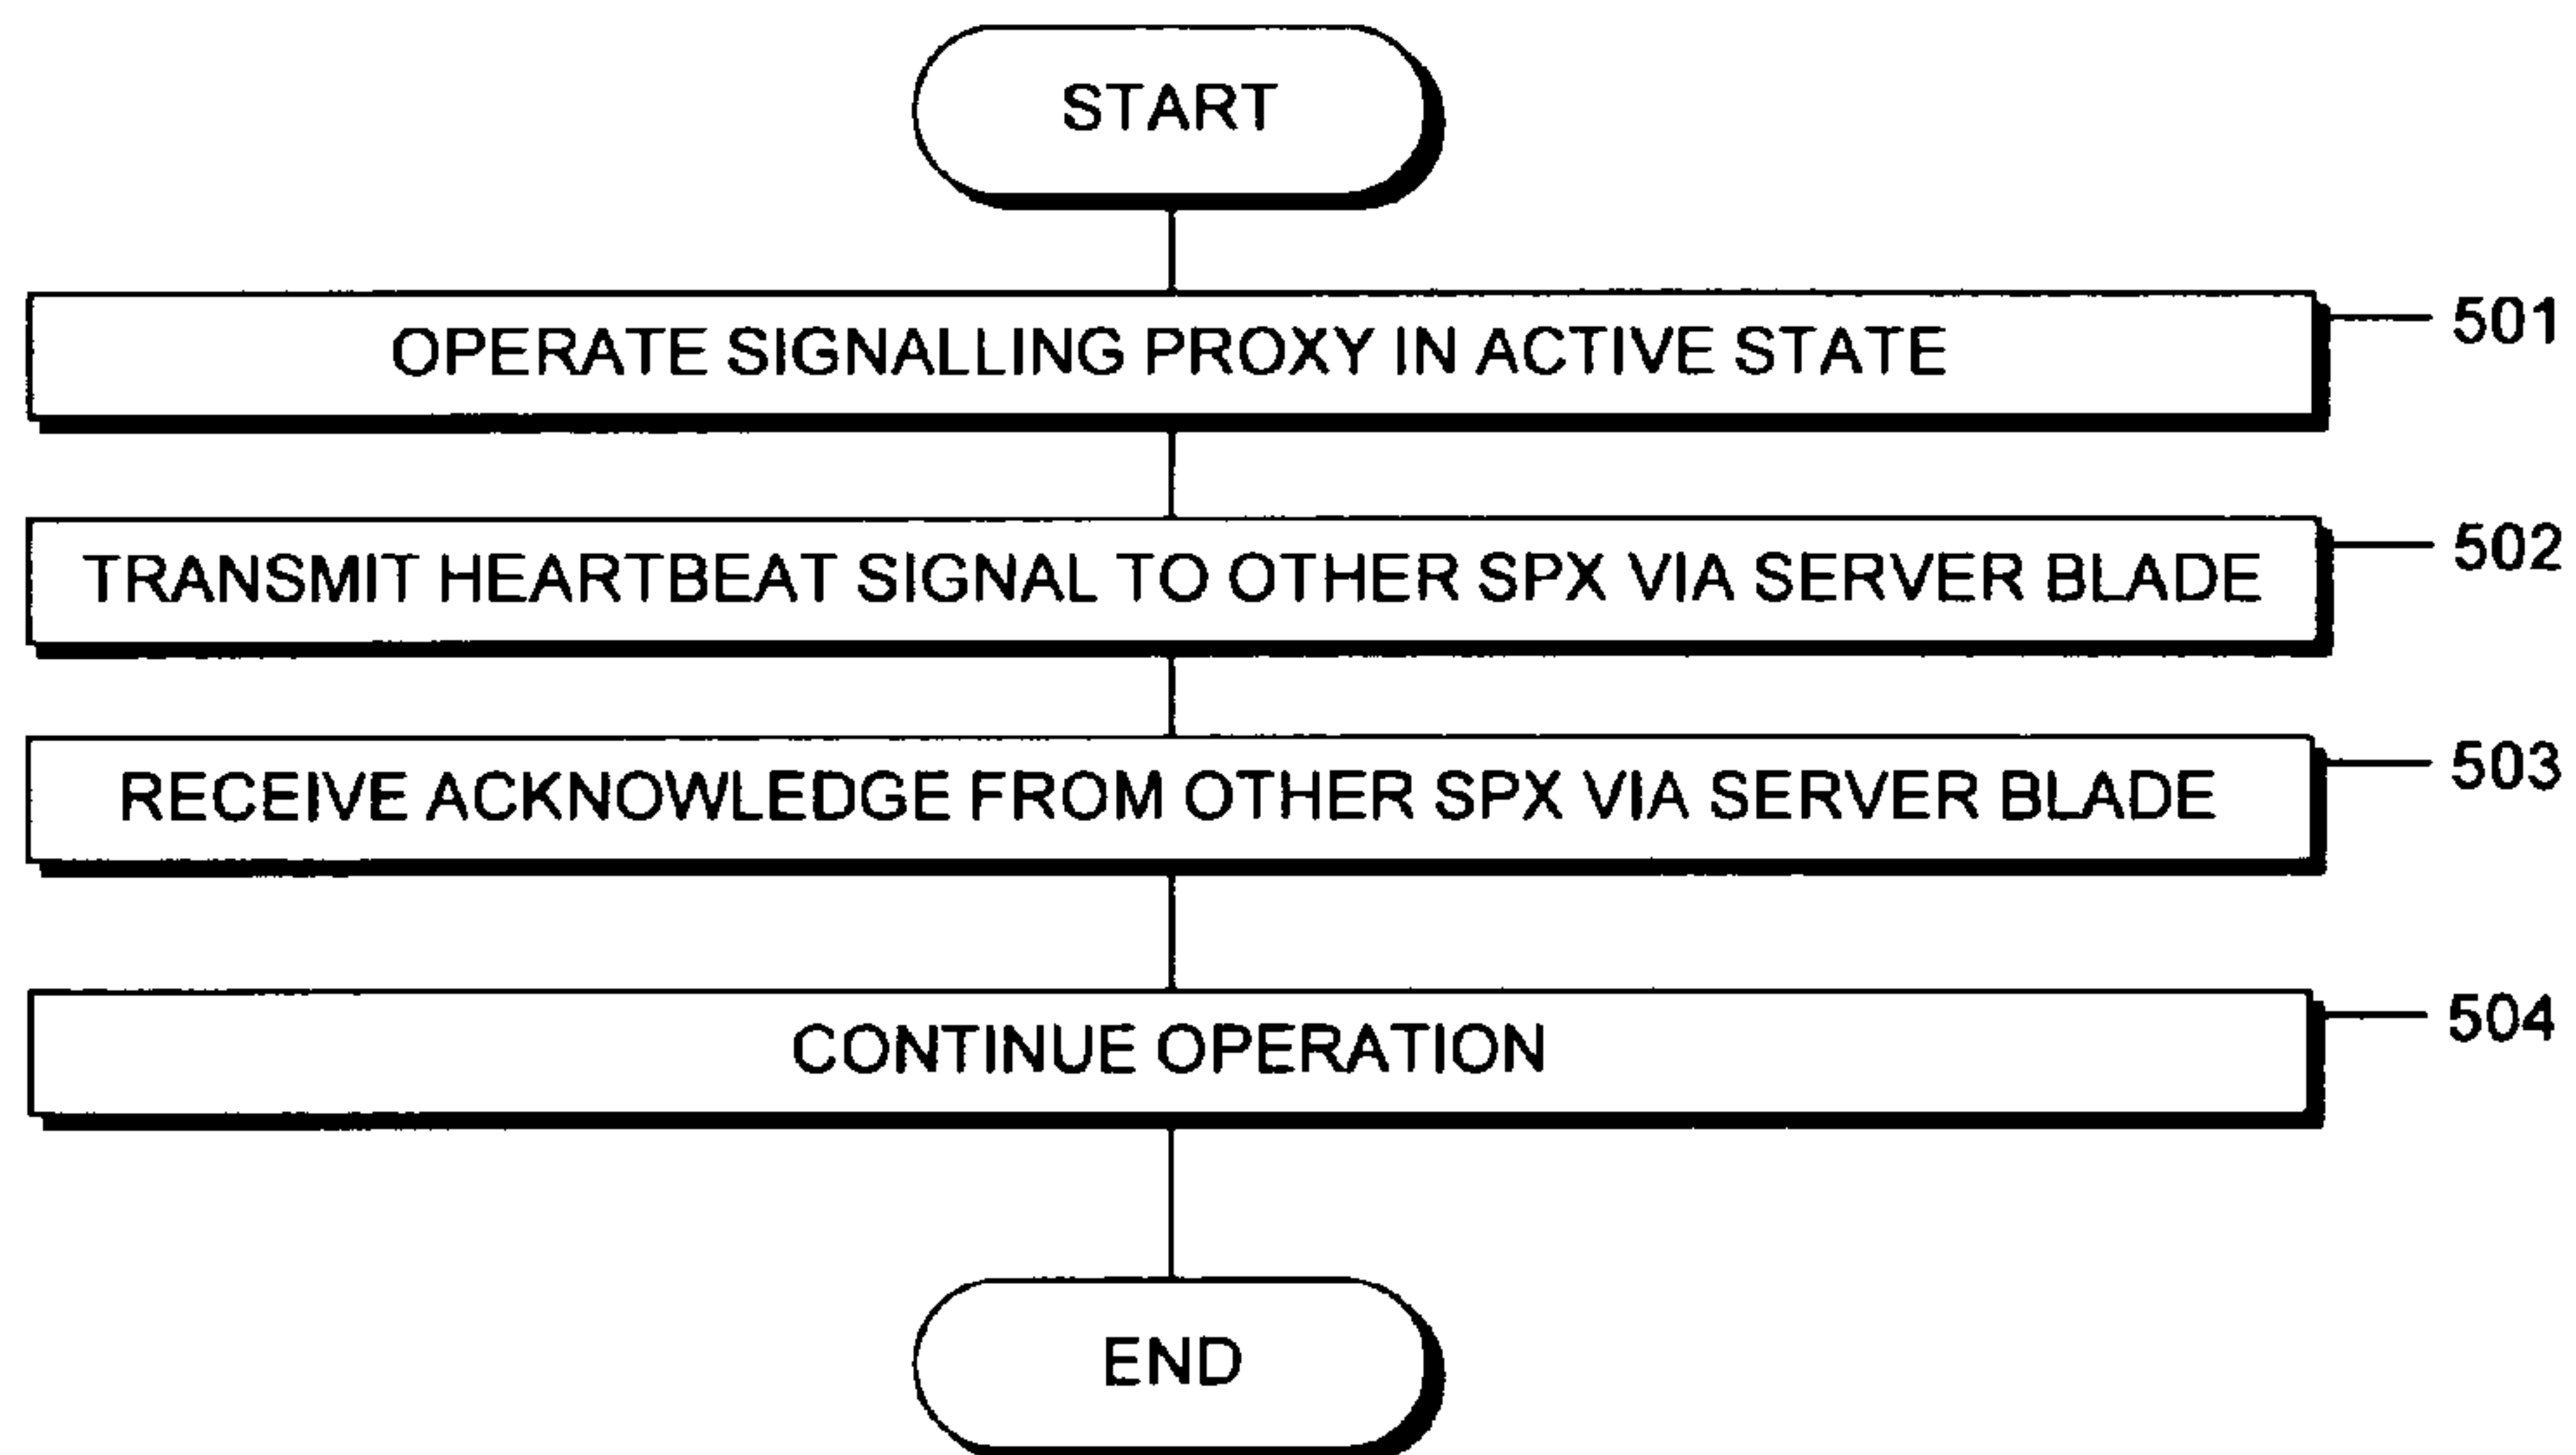 START
OPERATE SIGNALLING PROXY IN ACTIVE STATE
501
TRANSMIT HEARTBEAT SIGNAL TO OTHER SPX VIA SERVER BLADE
502
RECEIVE ACKNOWLEDGE FROM OTHER SPX VIA SERVER BLADE
503
CONTINUE OPERATION
504
END